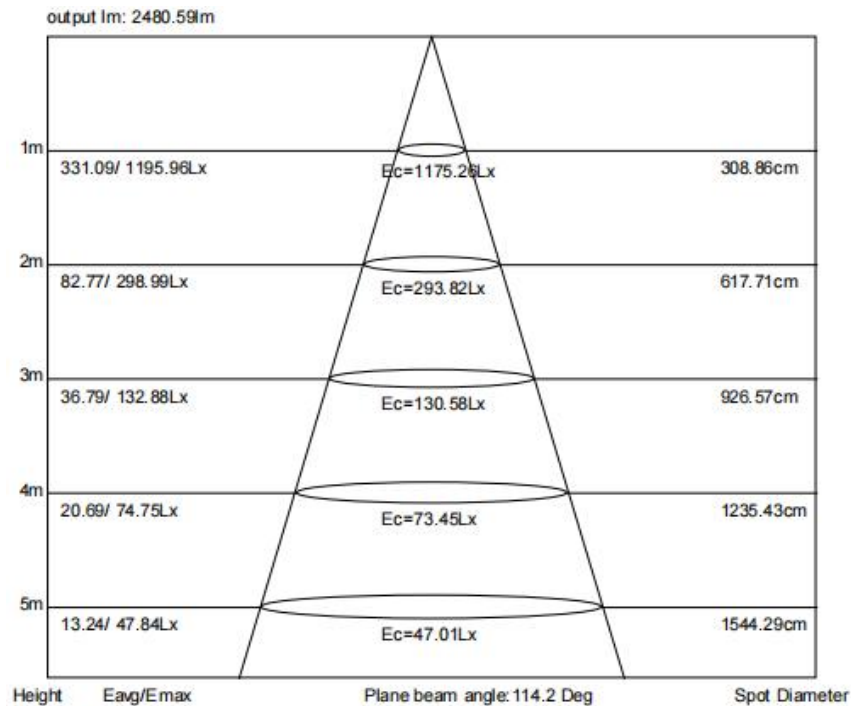 output lm: 2480.59lm
1m
331.09/ 1195.96Lx
Ec=1175.26Lx
308.86cm
2m
82.77/ 298.99Lx
Ec=293.82Lx
617.71cm
3m
36.79/ 132.88Lx
Ec=130.58Lx
926.57cm
4m
20.69/ 74.75Lx
Ec=73.45Lx
1235.43cm
5m
13.24/ 47.84Lx
Ec=47.01Lx
1544.29cm
Height Eavg/Emax Plane beam angle:114.2 Deg Spot Diameter